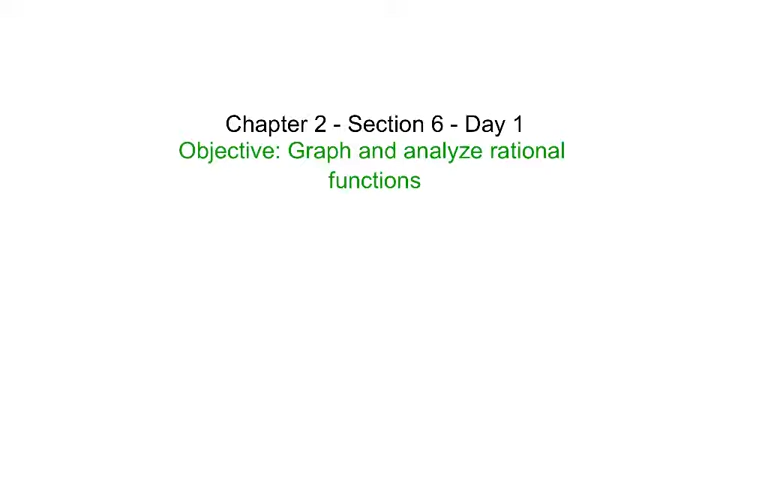 Chapter 2 - Section 6 - Day 1
Objective: Graph and analyze rational
functions